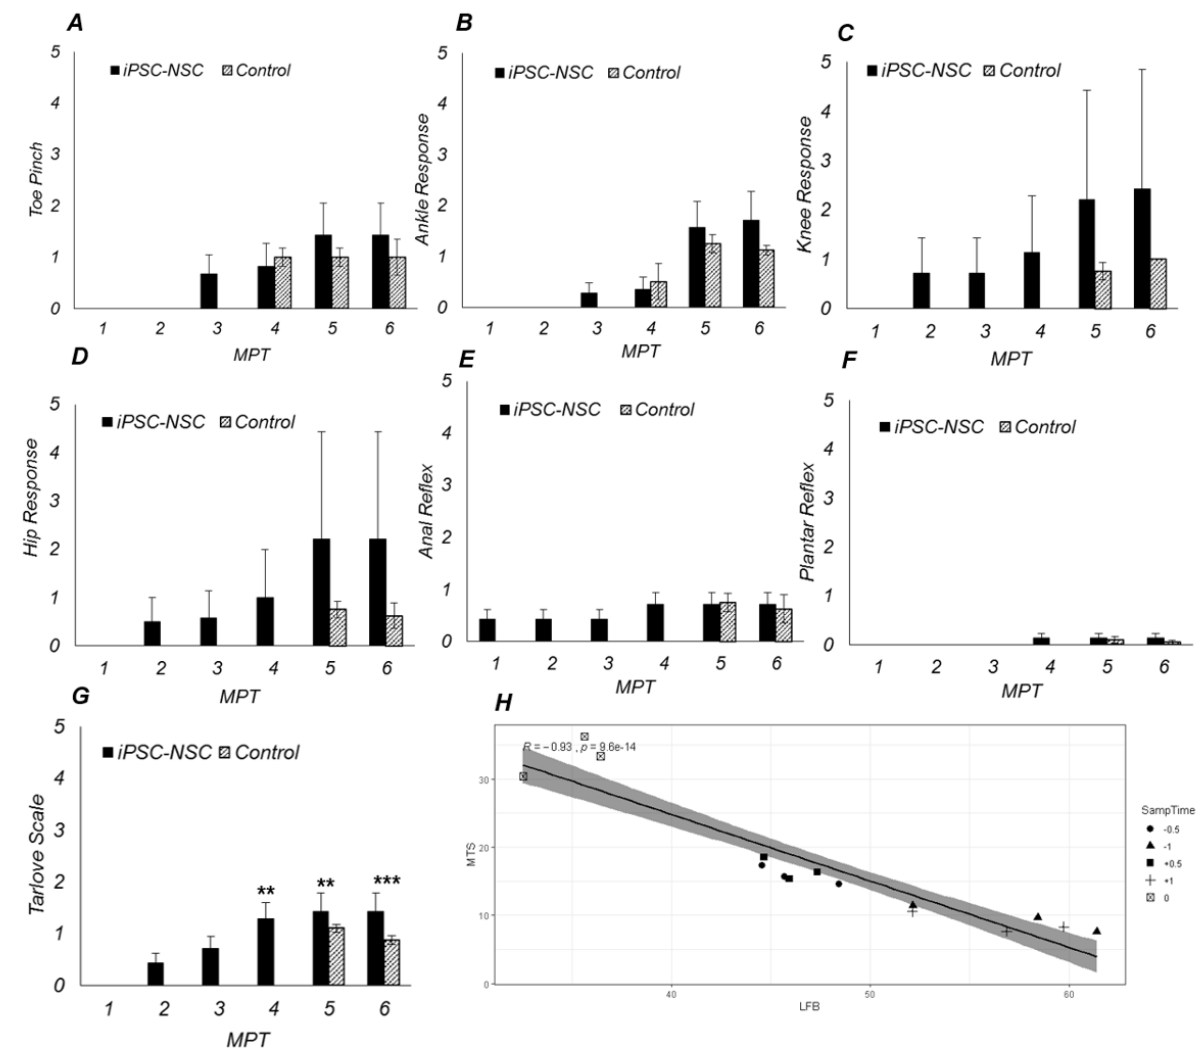 A
5
4
3
2
1
0
Toe Pinch
iPSC-NSC Control
1 2 3 4 5 6
MPT
B
5
4
3
2
1
0
Ankle Response
iPSC-NSC Control
1 2 3 4 5 6
MPT
C
5
4
3
2
1
0
Knee Response
iPSC-NSC Control
1 2 3 4 5 6
MPT
D
5
4
3
2
1
0
Hip Response
iPSC-NSC Control
1 2 3 4 5 6
MPT
E
5
4
3
2
1
0
Anal Reflex
iPSC-NSC Control
1 2 3 4 5 6
MPT
F
5
4
3
2
1
0
Plantar Reflex
iPSC-NSC Control
1 2 3 4 5 6
MPT
G
5
4
3
2
1
0
Tarlove Scale
iPSC-NSC Control
** ** ***
1 2 3 4 5 6
MPT
H
R = −0.93 , p = 9.6e-14
30
20
10
0
MTS
40 50 60
LFB
SampTime
-0.5
-1
+0.5
+1
0